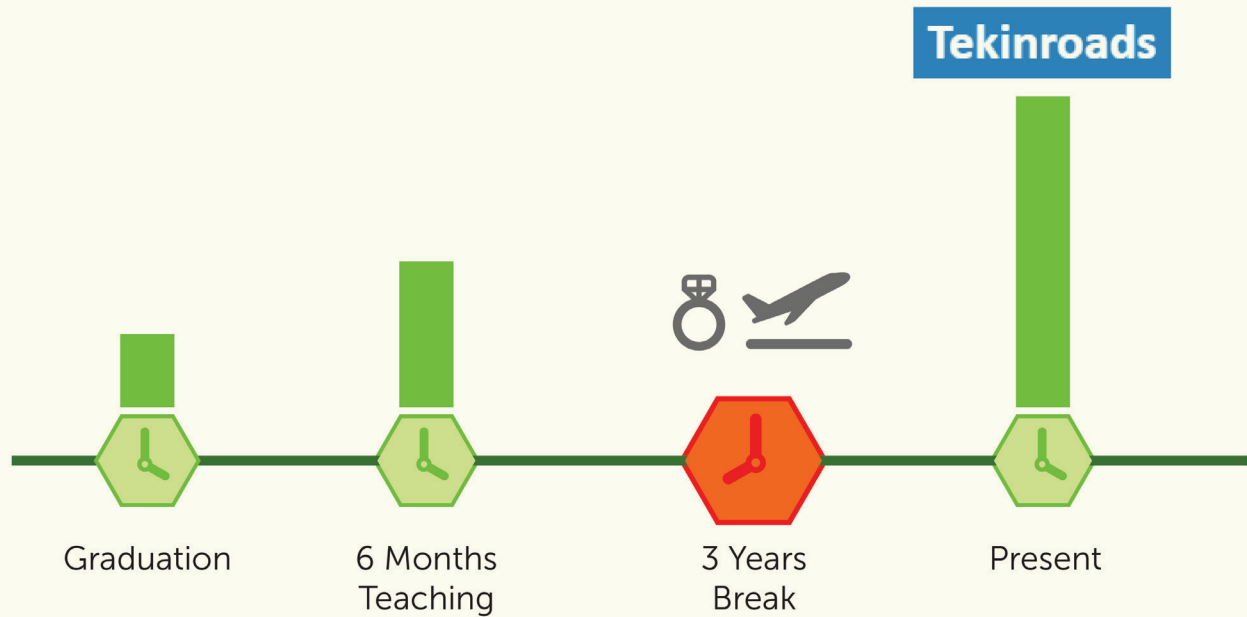 Tekinroads
Graduation
6 Months
Teaching
3 Years
Break
Present